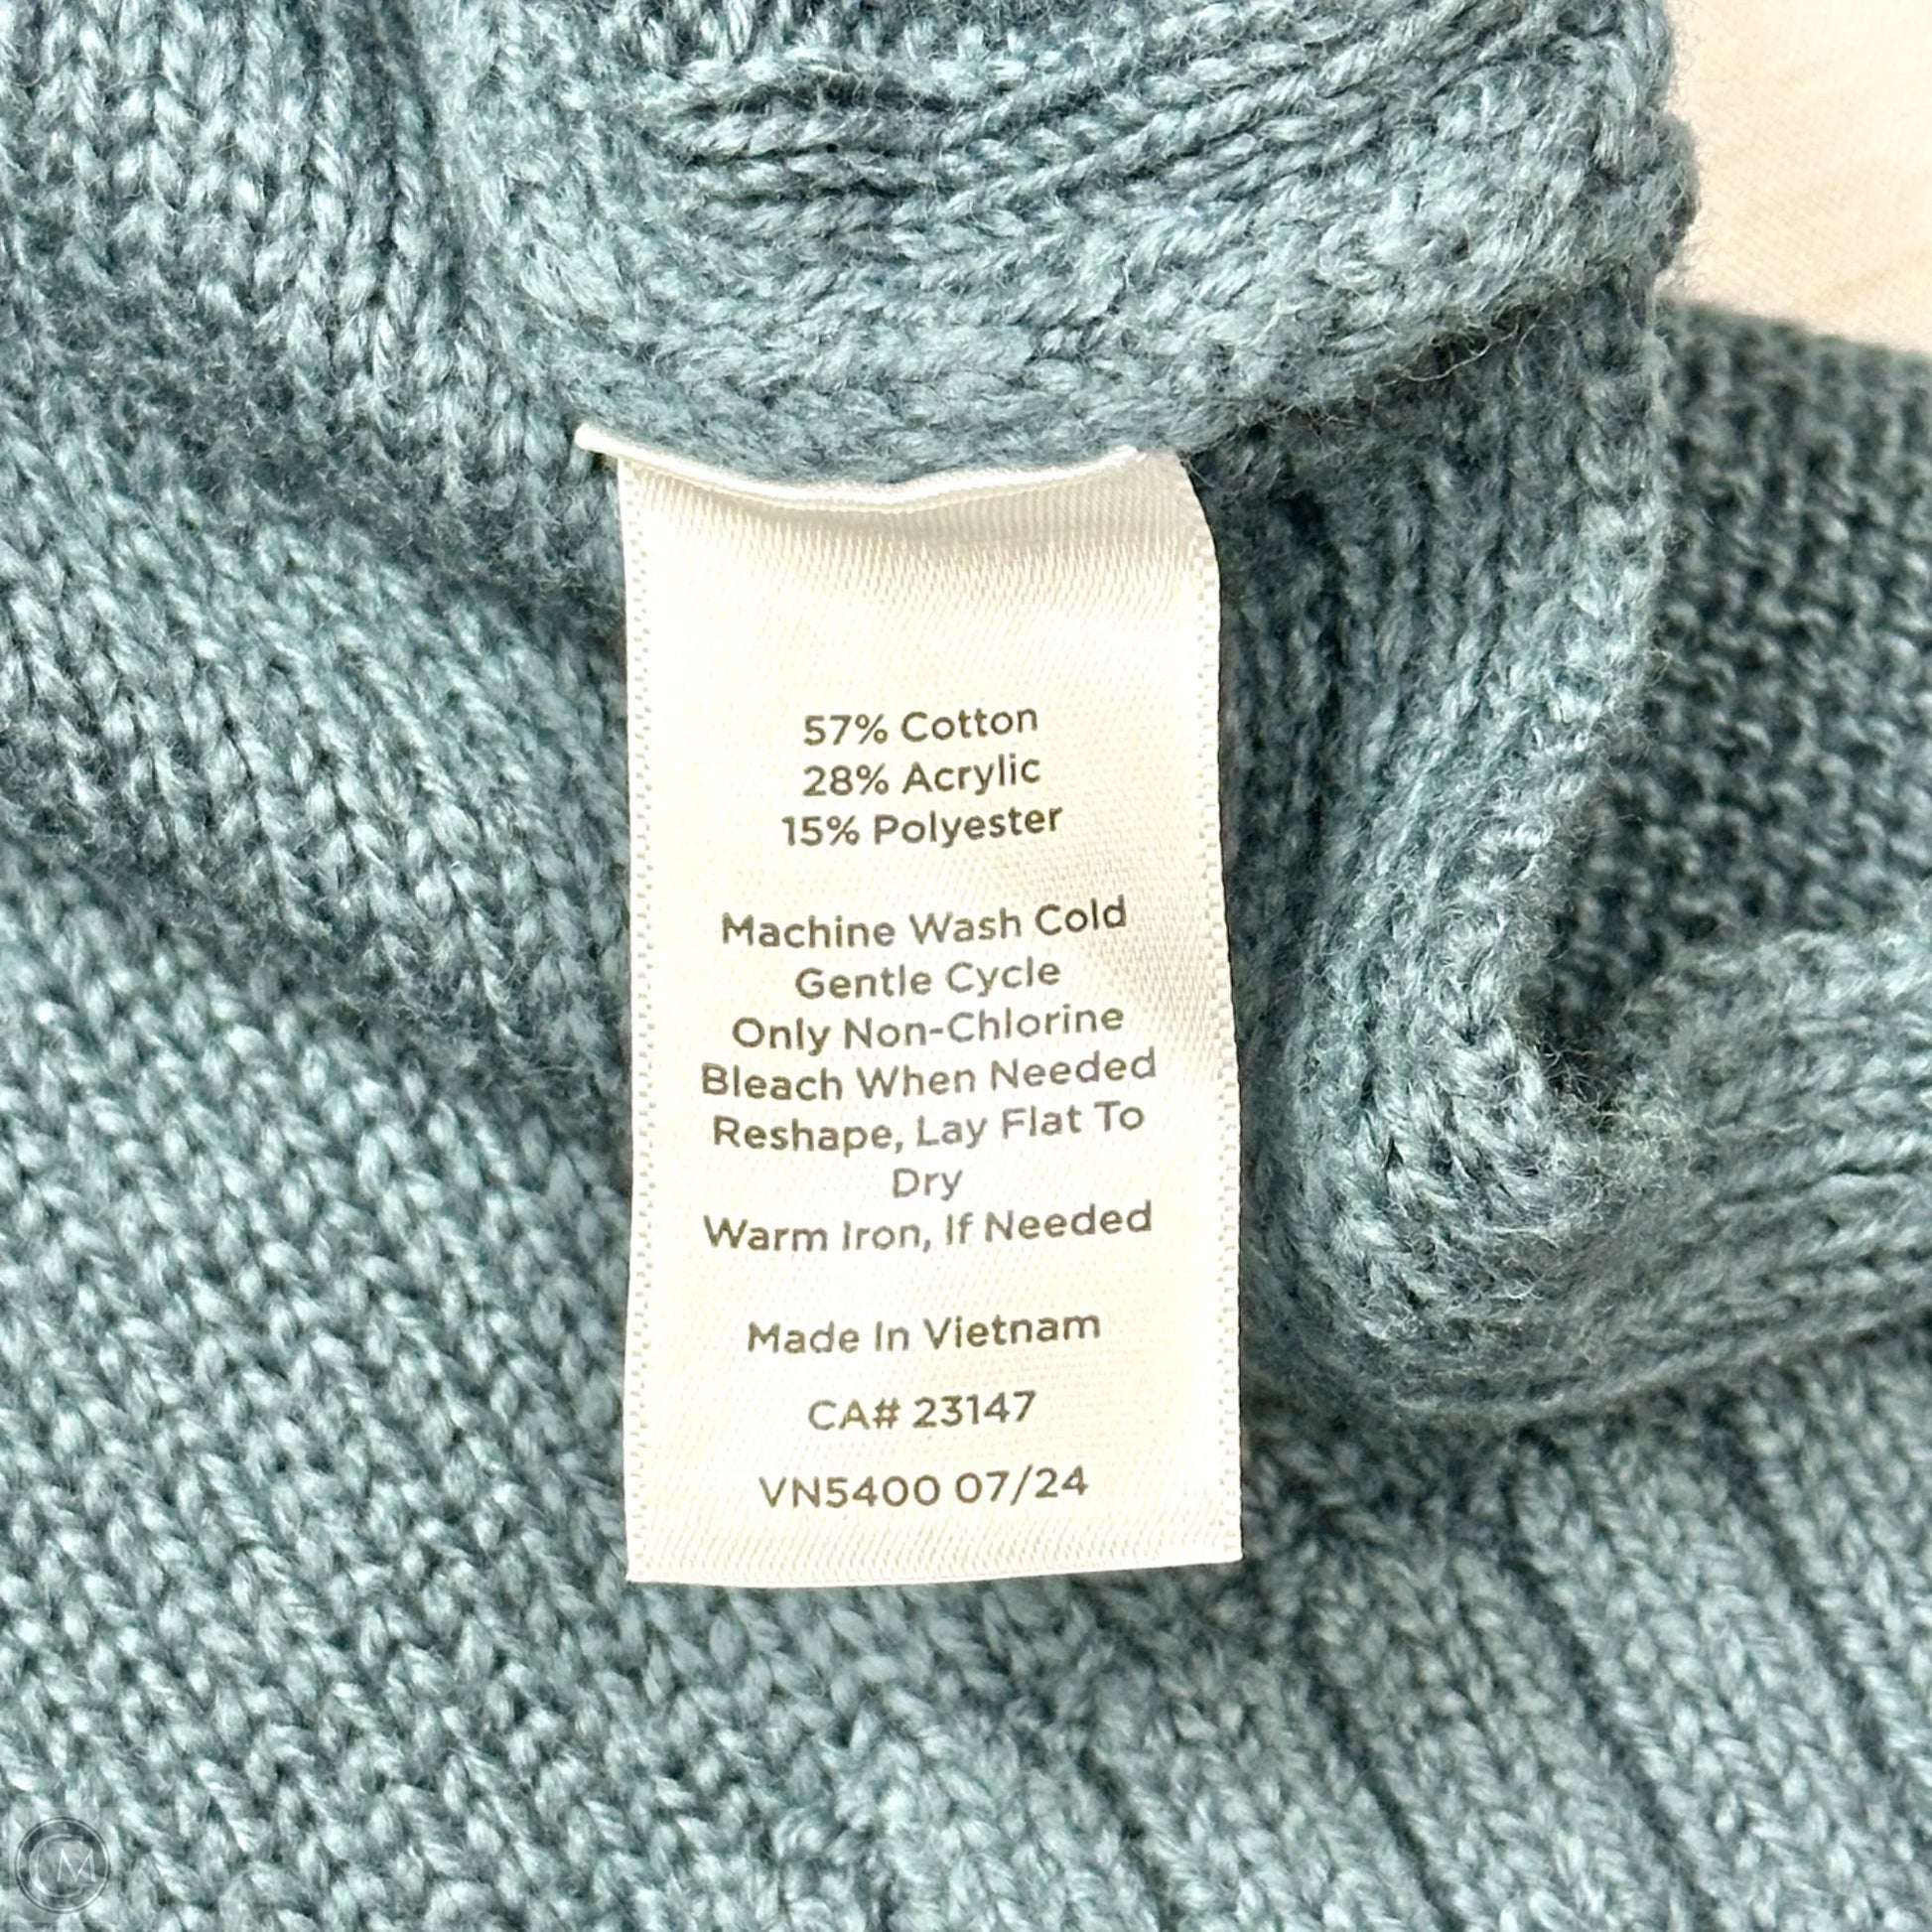 57% Cotton
28% Acrylic
15% Polyester
Machine Wash Cold
Gentle Cycle
Only Non-Chlorine
Bleach When Needed
Reshape, Lay Flat To
Dry
Warm Iron, If Needed
Made In Vietnam
CA# 23147
VN5400 07/24